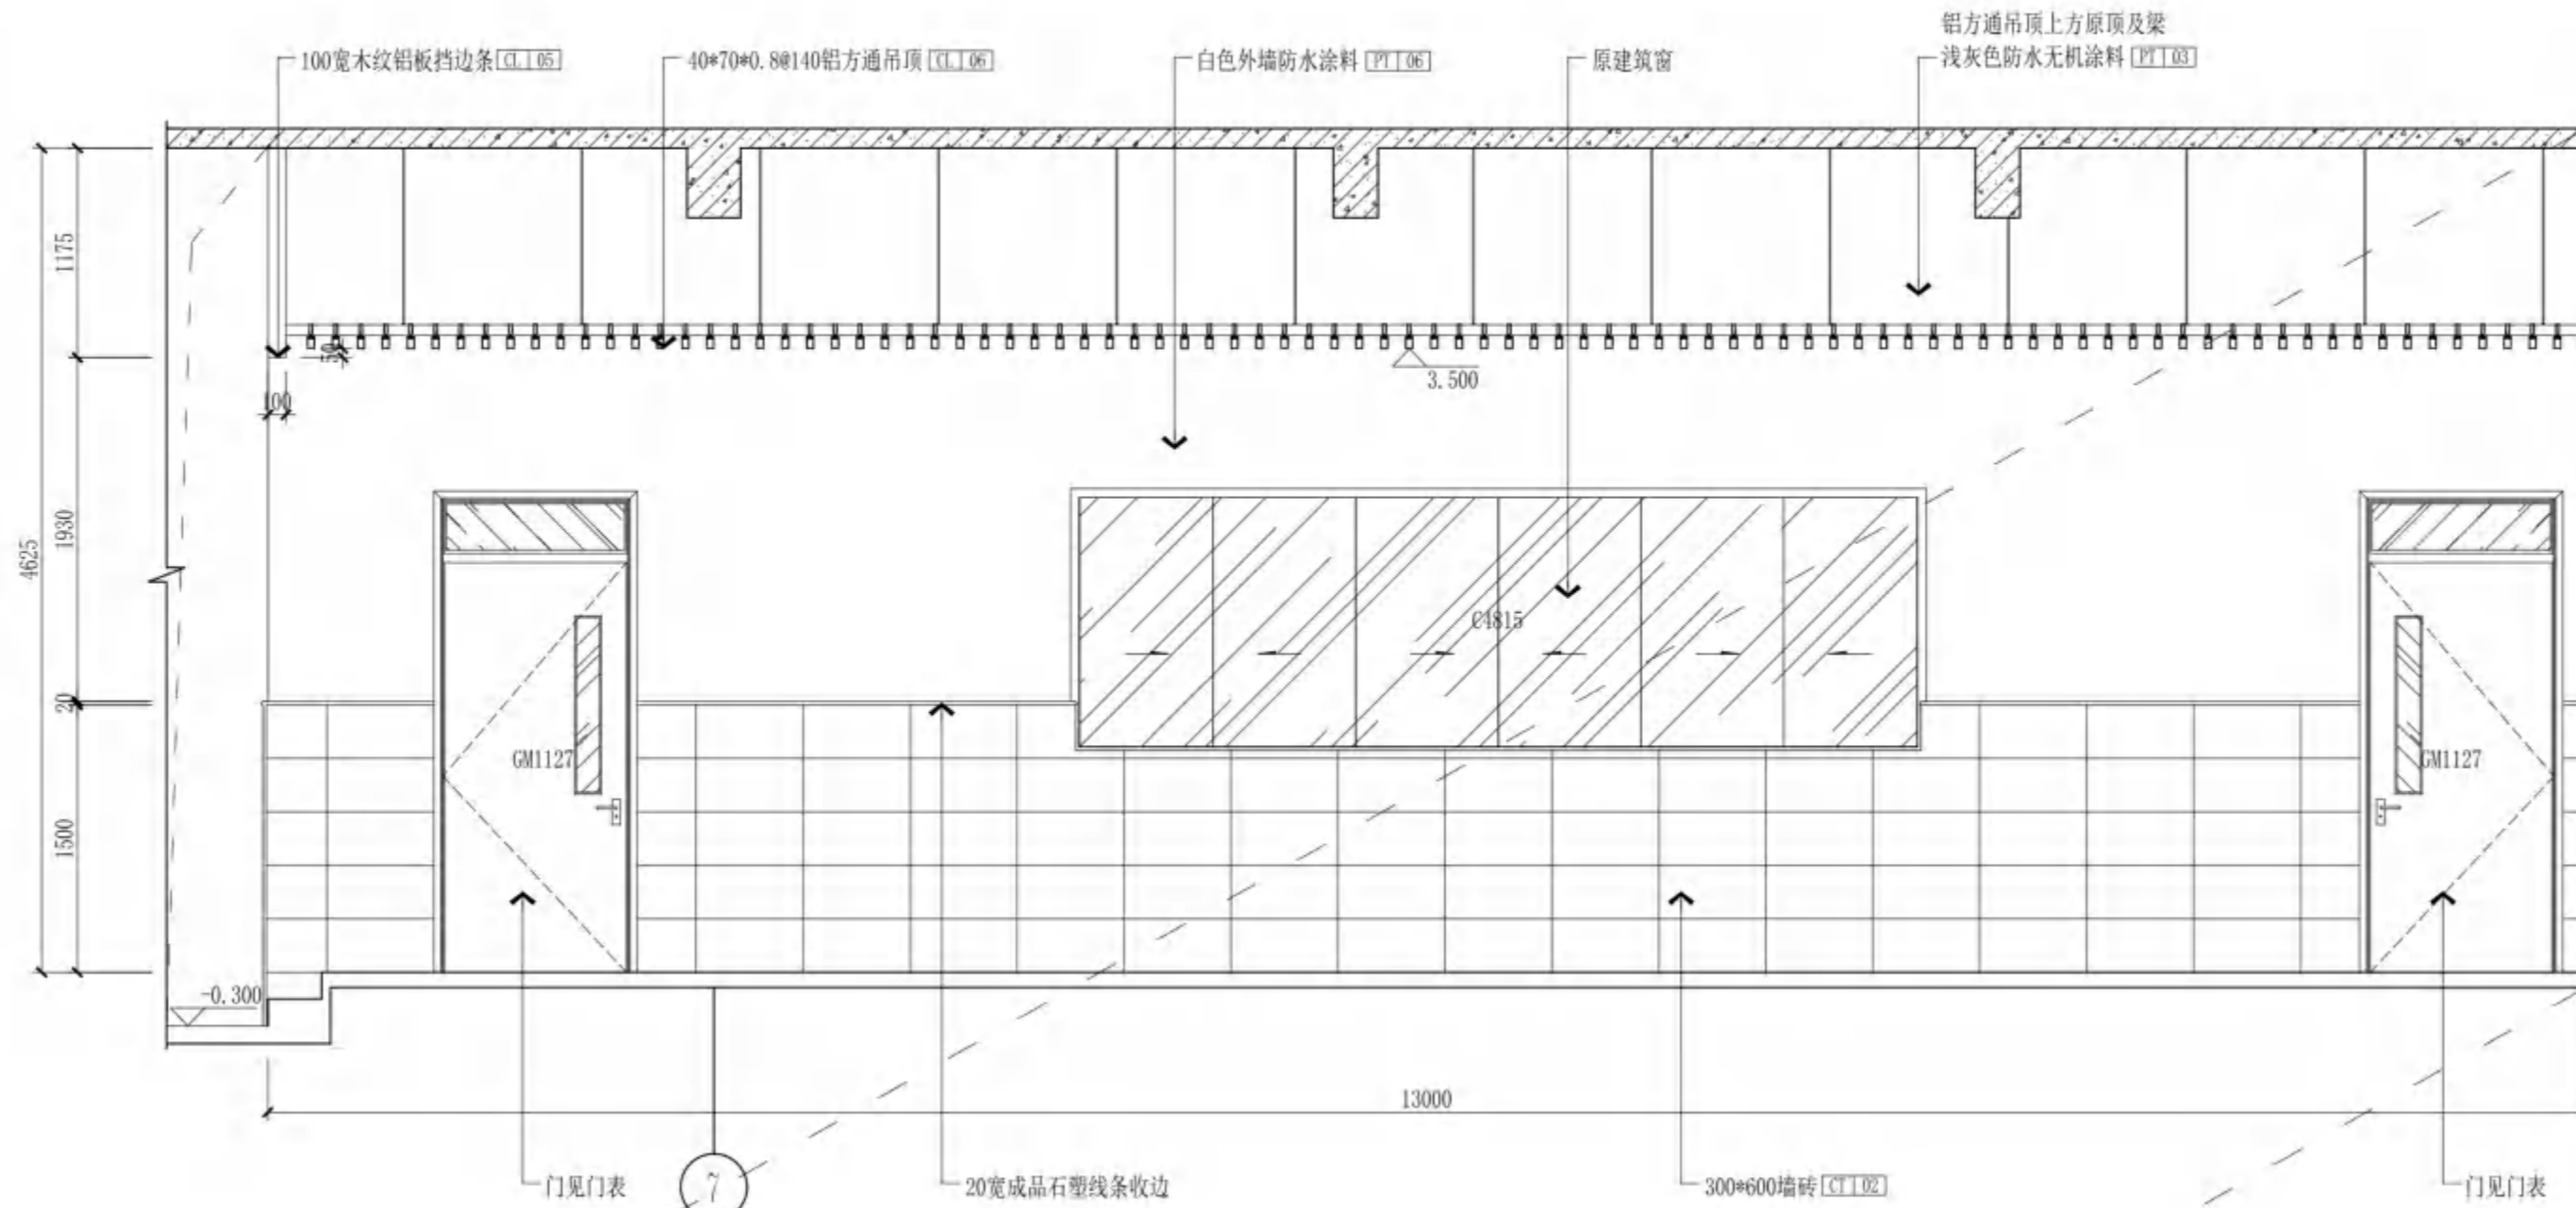 铝方通吊顶上方原顶及梁
100宽木纹铝板挡边条 CL 05
40*70*0.8@140铝方通吊顶 CL 06
白色外墙防水涂料 PT 06
原建筑窗
浅灰色防水无机涂料 PT 03
1175
50
3.500
100
1930
4625
C4815
20
GM1127
GM1127
1500
-0.300
13000
门见门表
7
20宽成品石塑线条收边
300*600墙砖 CT 02
门见门表